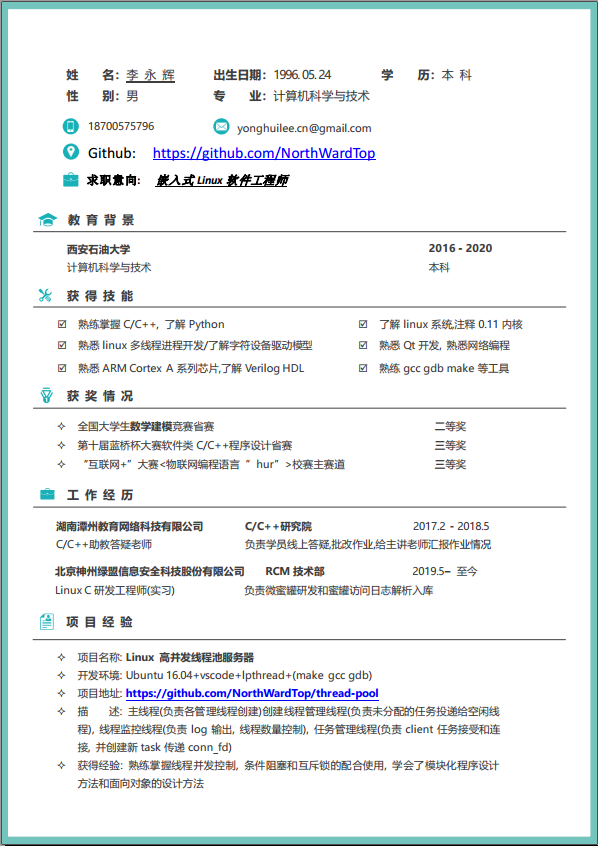 姓 名：李 永 辉 出生日期：1996.05.24 学 历：本 科
性 别：男 专 业：计算机科学与技术
18700575796 yonghuilee.cn@gmail.com
Github: https://github.com/NorthWardTop
求职意向: 嵌入式 Linux 软件工程师
教 育 背 景
西安石油大学 2016 - 2020
计算机科学与技术 本科
获 得 技 能
熟练掌握 C/C++, 了解 Python 了解 linux 系统,注释 0.11 内核
熟悉 linux 多线程进程开发/了解字符设备驱动模型 熟悉 Qt 开发, 熟悉网络编程
熟悉 ARM Cortex A 系列芯片,了解 Verilog HDL 熟练 gcc gdb make 等工具
获 奖 情 况
全国大学生数学建模竞赛省赛 二等奖
第十届蓝桥杯大赛软件类 C/C++程序设计省赛 三等奖
“互联网+”大赛<物联网编程语言 ”hur”>校赛主赛道 三等奖
工 作 经 历
湖南潭州教育网络科技有限公司 C/C++研究院 2017.2 - 2018.5
C/C++助教答疑老师 负责学员线上答疑,批改作业,给主讲老师汇报作业情况
北京神州绿盟信息安全科技股份有限公司 RCM 技术部 2019.5– 至今
Linux C 研发工程师(实习) 负责微蜜罐研发和蜜罐访问日志解析入库
项 目 经 验
项目名称: Linux 高并发线程池服务器
开发环境: Ubuntu 16.04+vscode+lpthread+(make gcc gdb)
项目地址: https://github.com/NorthWardTop/thread-pool
描 述: 主线程(负责各管理线程创建)创建线程管理线程(负责未分配的任务投递给空闲线
程), 线程监控线程(负责 log 输出, 线程数量控制), 任务管理线程(负责 client 任务接受和连
接, 并创建新 task 传递 conn_fd)
获得经验: 熟练掌握线程并发控制, 条件阻塞和互斥锁的配合使用, 学会了模块化程序设计
方法和面向对象的设计方法